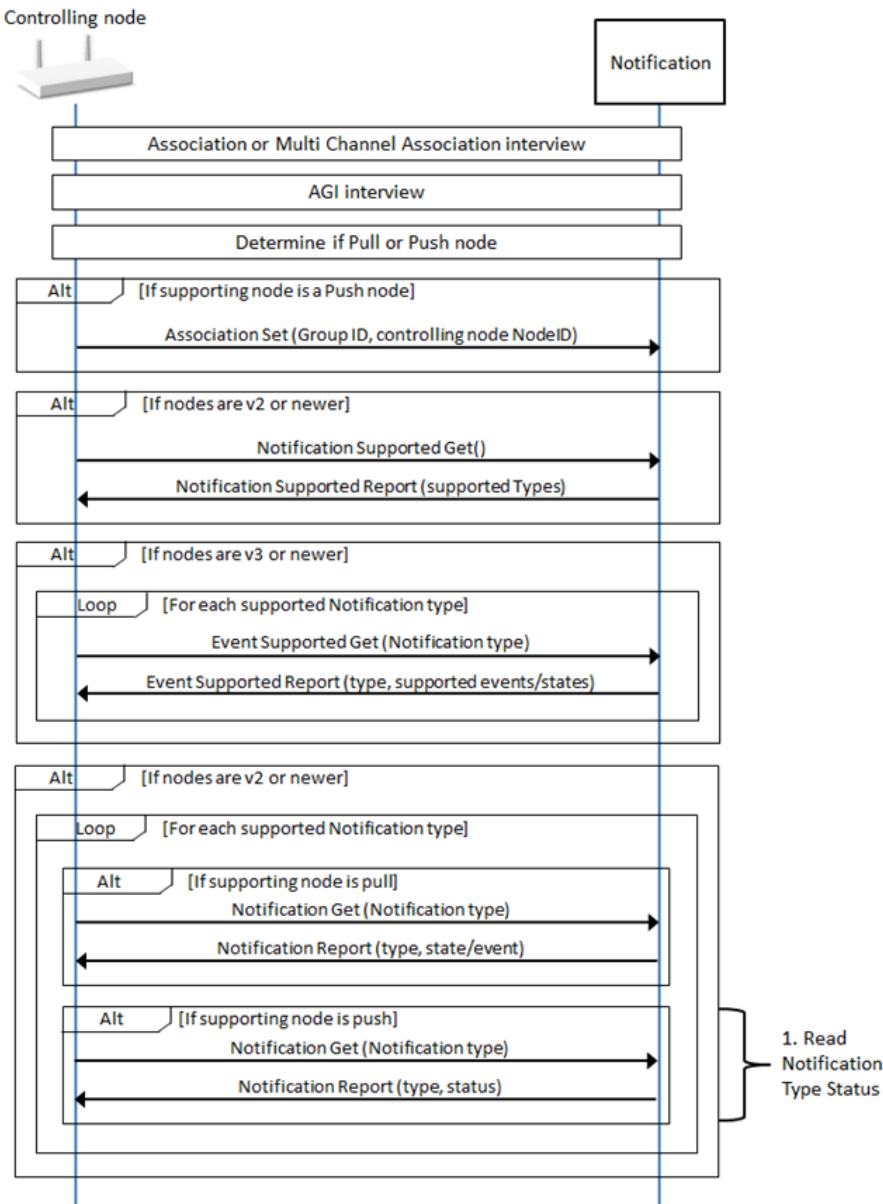 Controlling node
Notification
Association or Multi Channel Association interview
AGI interview
Determine if Pull or Push node
Alt [If supporting node is a Push node]
Association Set (Group ID, controlling node NodeID)
Alt [If nodes are v2 or newer]
Notification Supported Get()
Notification Supported Report (supported Types)
Alt [If nodes are v3 or newer]
Loop [For each supported Notification type]
Event Supported Get (Notification type)
Event Supported Report (type, supported events/states)
Alt [If nodes are v2 or newer]
Loop [For each supported Notification type]
Alt [If supporting node is pull]
Notification Get (Notification type)
Notification Report (type, state/event)
Alt [If supporting node is push]
Notification Get (Notification type)
Notification Report (type, status)
1. Read
Notification
Type Status